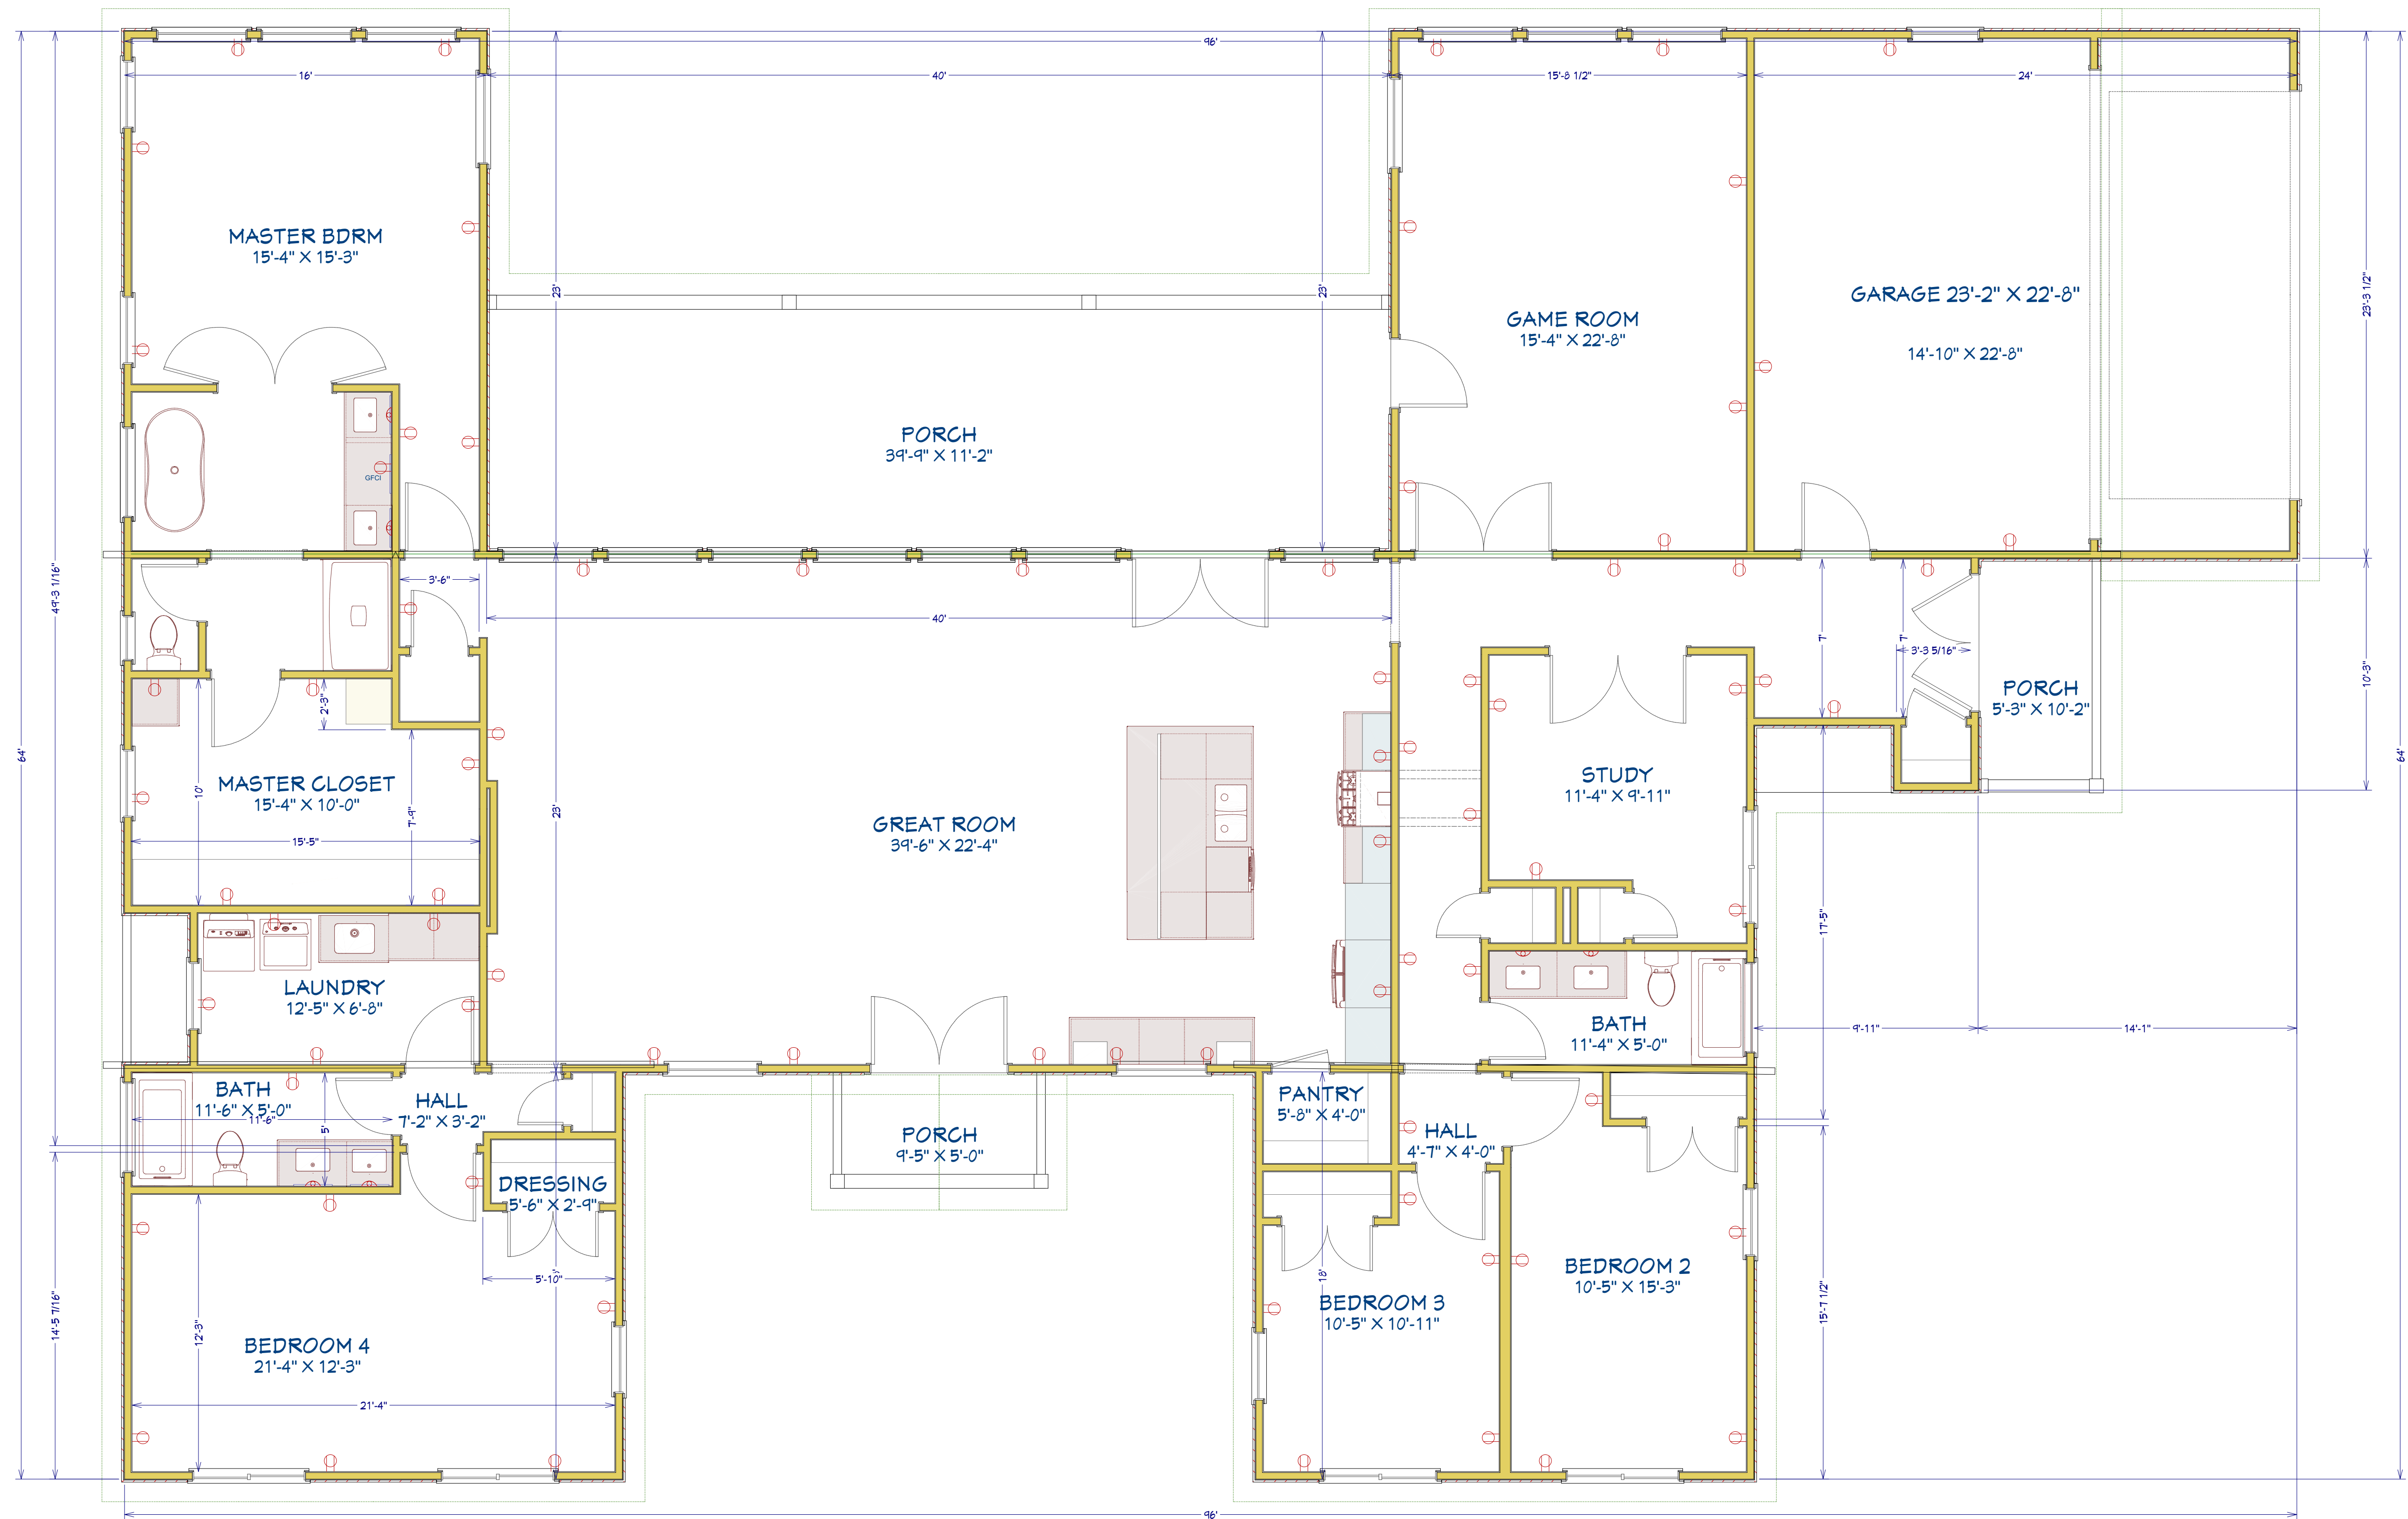 96'
16'
40'
15'-8 1/2"
24'
MASTER BDRM
15'-4" X 15'-3"
23'
23'
23'-3 1/2"
GARAGE 23'-2" X 22'-8"
GAME ROOM
15'-4" X 22'-8"
14'-10" X 22'-8"
PORCH
39'-9" X 11'-2"
GFCI
49'-3 1/16"
3'-6"
40'
7'
7'
3'-3 5/16"
10'-3"
PORCH
5'-3" X 10'-2"
2'-3"
64'
64'
MASTER CLOSET
15'-4" X 10'-0"
10'
7'-9"
15'-5"
23'
GREAT ROOM
39'-6" X 22'-4"
STUDY
11'-4" X 9'-11"
17'-5"
LAUNDRY
12'-5" X 6'-8"
BATH
11'-4" X 5'-0"
9'-11"
14'-1"
BATH
11'-6" X 5'-0"
11'-6"
5'
HALL
7'-2" X 3'-2"
PANTRY
5'-8" X 4'-0"
PORCH
9'-5" X 5'-0"
HALL
4'-7" X 4'-0"
DRESSING
5'-6" X 2'-9"
5'-10"
18'
BEDROOM 2
10'-5" X 15'-3"
BEDROOM 3
10'-5" X 10'-11"
15'-7 1/2"
14'-5 7/16"
12'-3"
BEDROOM 4
21'-4" X 12'-3"
21'-4"
96'